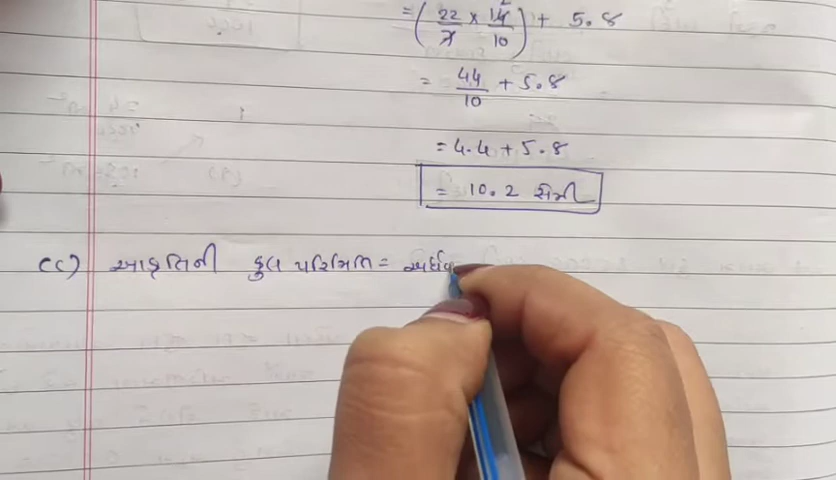 = (22/7 × 14/10) + 5.8
= 44/10 + 5.8
= 4.4 + 5.8
= 10.2 સેમી
(c) આકૃતિની કુલ પરિમિતિ = અર્ધવ